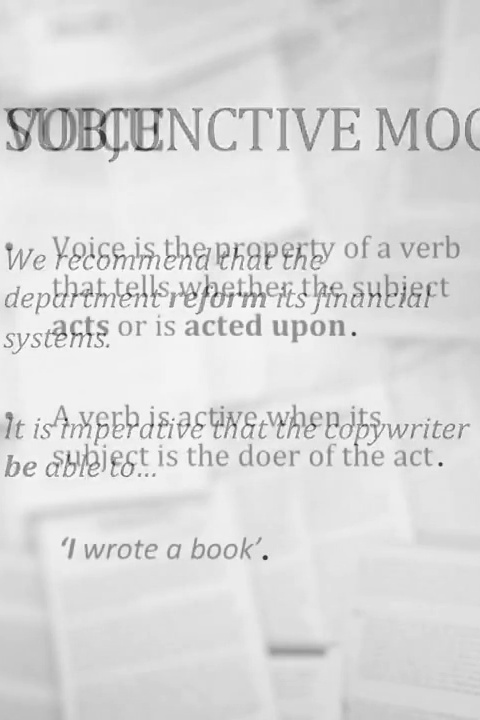 VOICE
SUBJUNCTIVE MOO
We recommend that the
department reform its financial
systems.
It is imperative that the copywriter
be able to...
• Voice is the property of a verb
that tells whether the subject
acts or is acted upon.
• A verb is active when its
subject is the doer of the act.
‘I wrote a book’.